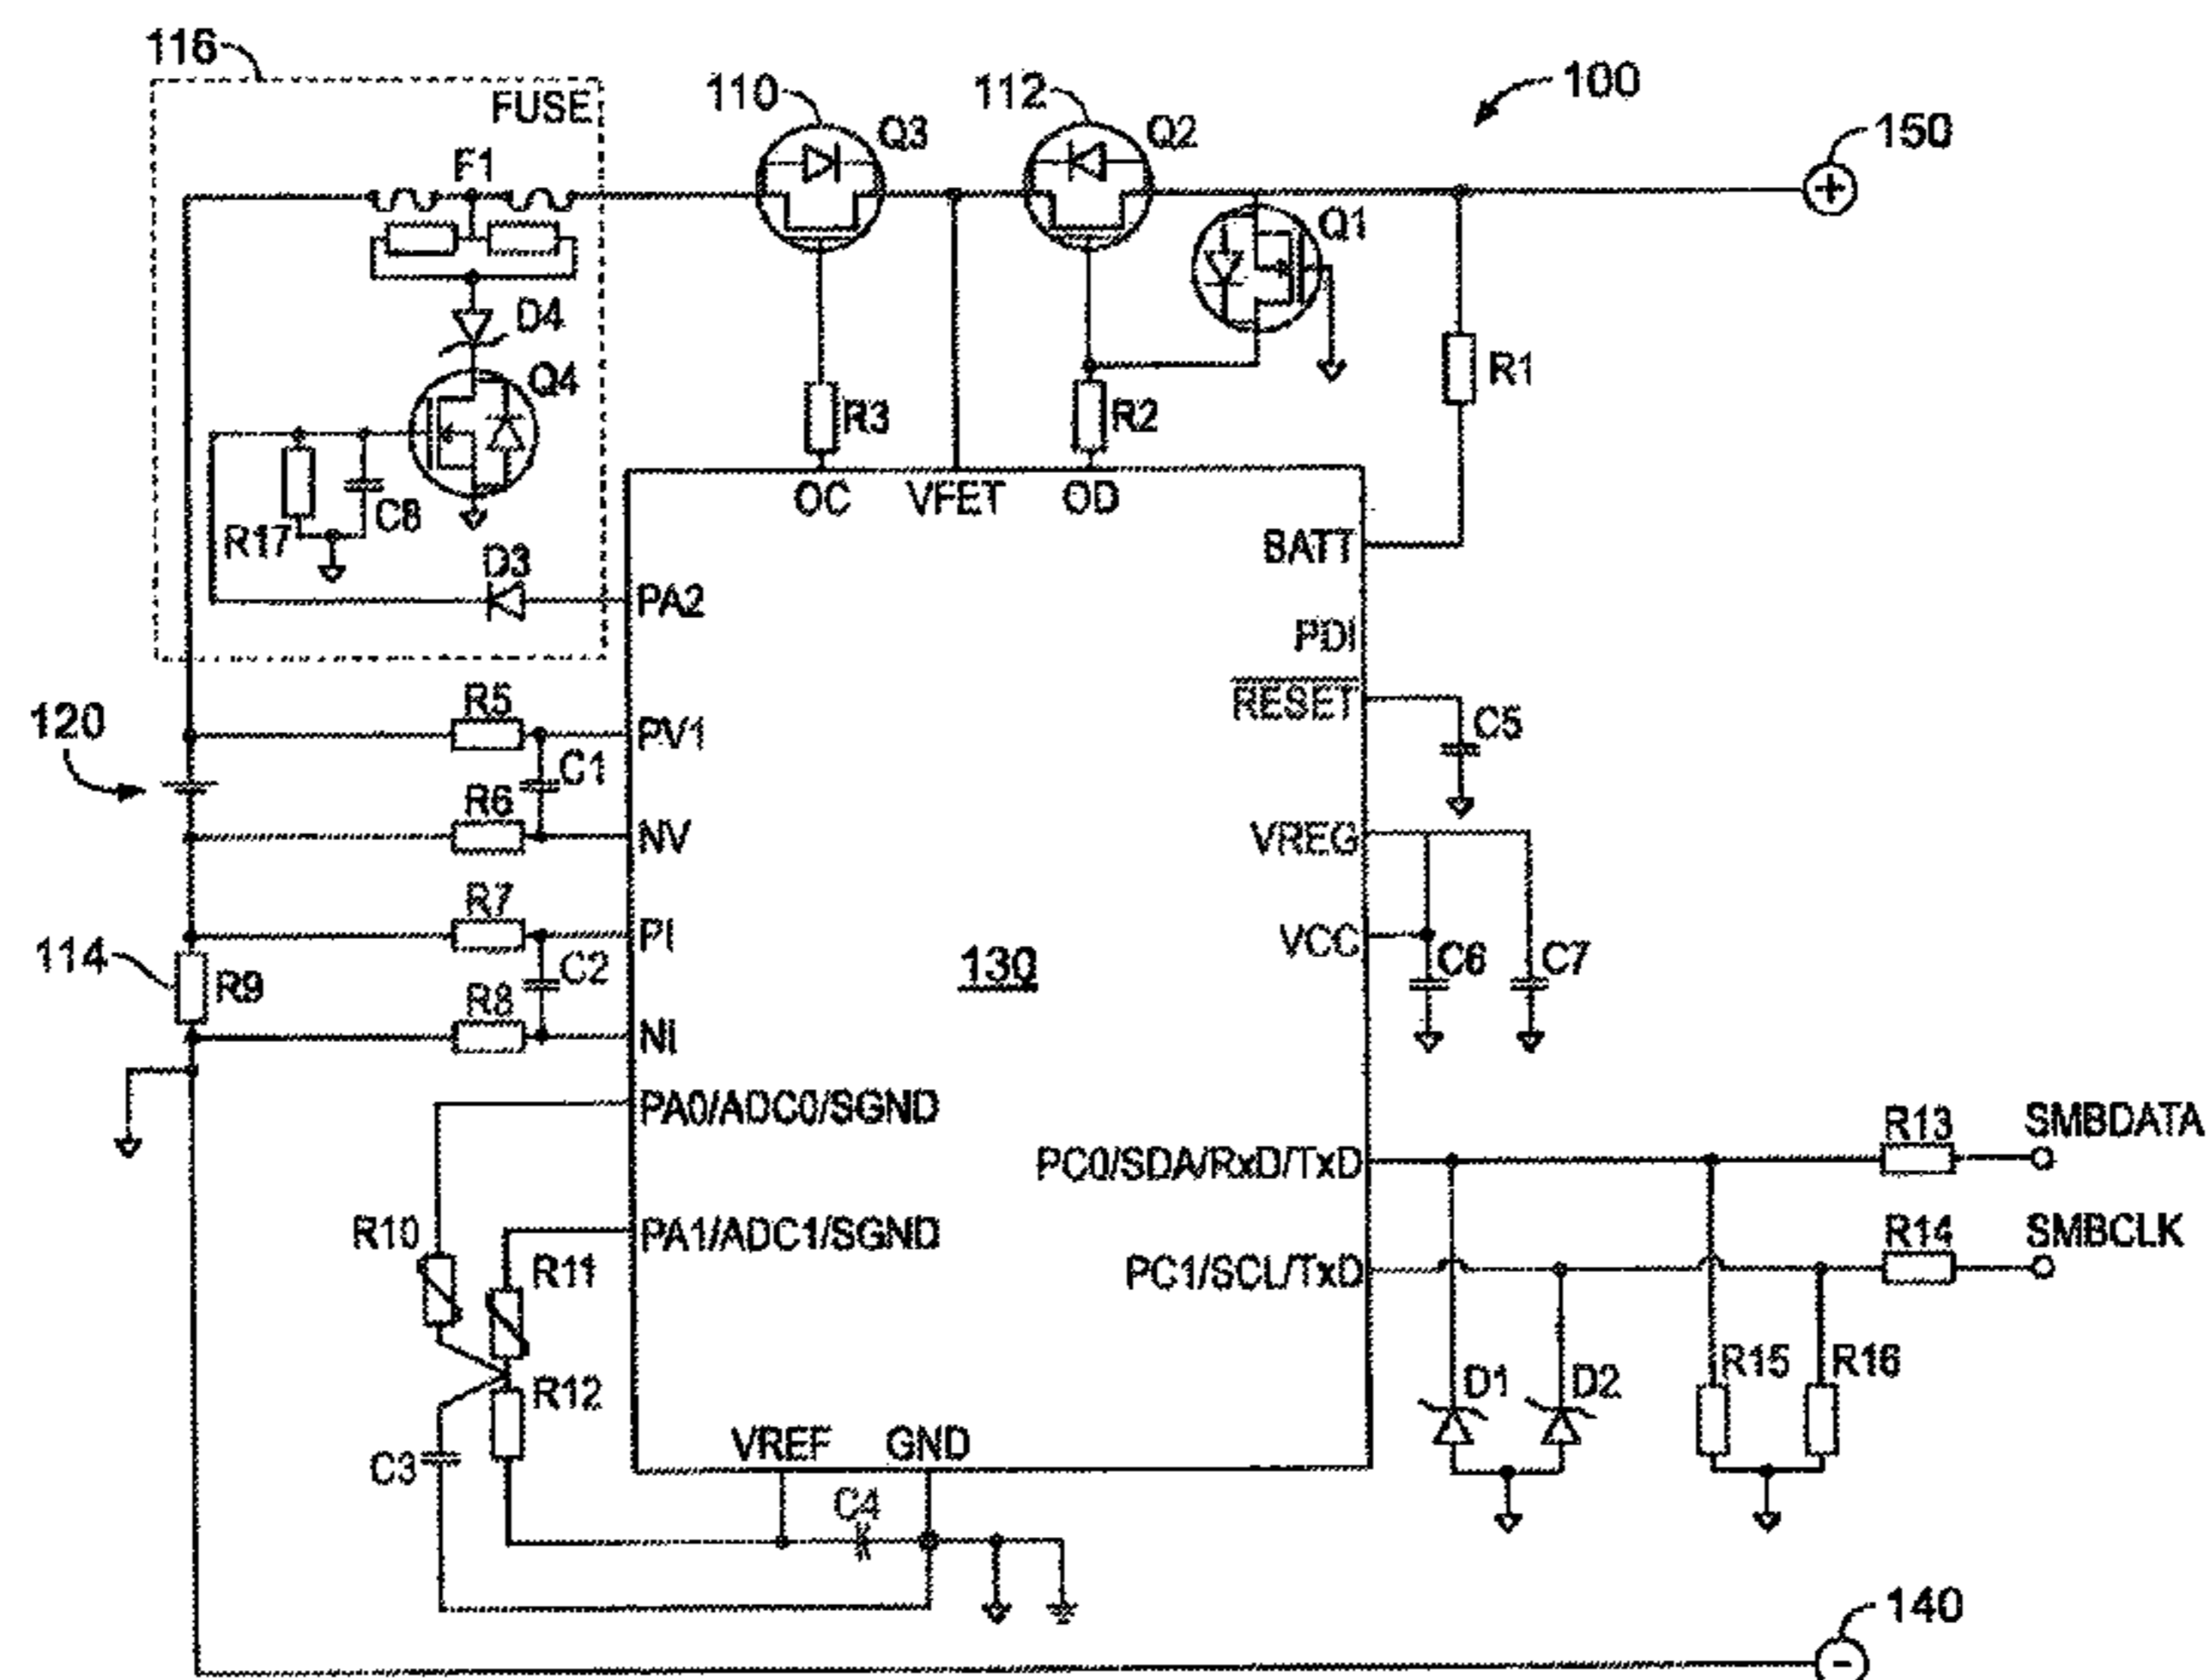 116
FUSE
F1
110
Q3
112
Q2
100
150
Q1
D4
Q4
R3
R2
R1
R17
C8
D3
OC
VFET
OD
BATT
PA2
PDI
RESET
C5
120
R5
PV1
C1
R6
NV
VREG
R7
PI
VCC
C2
130
C6
C7
114
R9
R8
NI
PA0/ADC0/SGND
PC0/SDA/RxD/TxD
R13
SMBDATA
R10
PA1/ADC1/SGND
R11
PC1/SCL/TxD
R14
SMBCLK
R12
D1
D2
R15
R16
C3
VREF
GND
C4
140